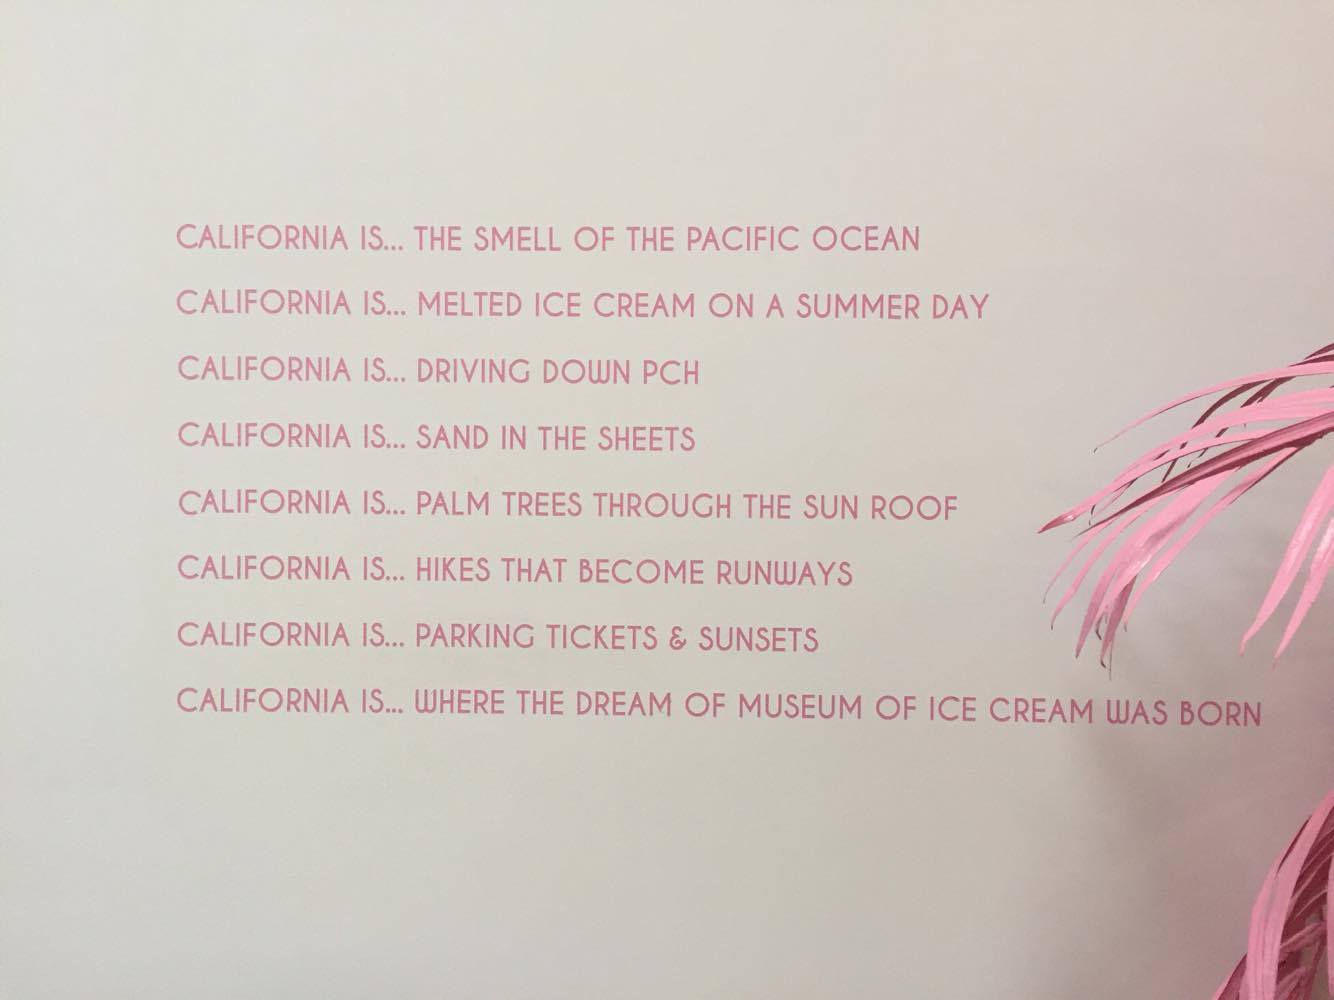 CALIFORNIA IS... THE SMELL OF THE PACIFIC OCEAN
CALIFORNIA IS... MELTED ICE CREAM ON A SUMMER DAY
CALIFORNIA IS... DRIVING DOWN PCH
CALIFORNIA IS... SAND IN THE SHEETS
CALIFORNIA IS... PALM TREES THROUGH THE SUN ROOF
CALIFORNIA IS... HIKES THAT BECOME RUNWAYS
CALIFORNIA IS... PARKING TICKETS & SUNSETS
CALIFORNIA IS... WHERE THE DREAM OF MUSEUM OF ICE CREAM WAS BORN